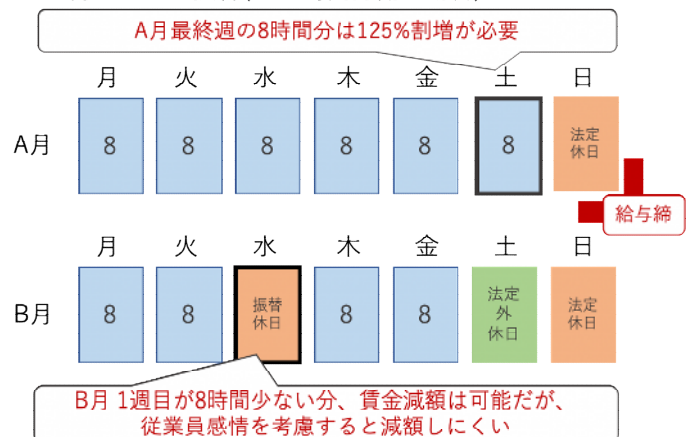 A月最終週の8時間分は125%割増が必要
月 火 水 木 金 土 日
A月 8 8 8 8 8 8 法定
休日
給与締
月 火 水 木 金 土 日
B月 8 8 振替
休日 8 8 法定
外
休日 法定
休日
B月 1週目が8時間少ない分、賃金減額は可能だが、
従業員感情を考慮すると減額しにくい